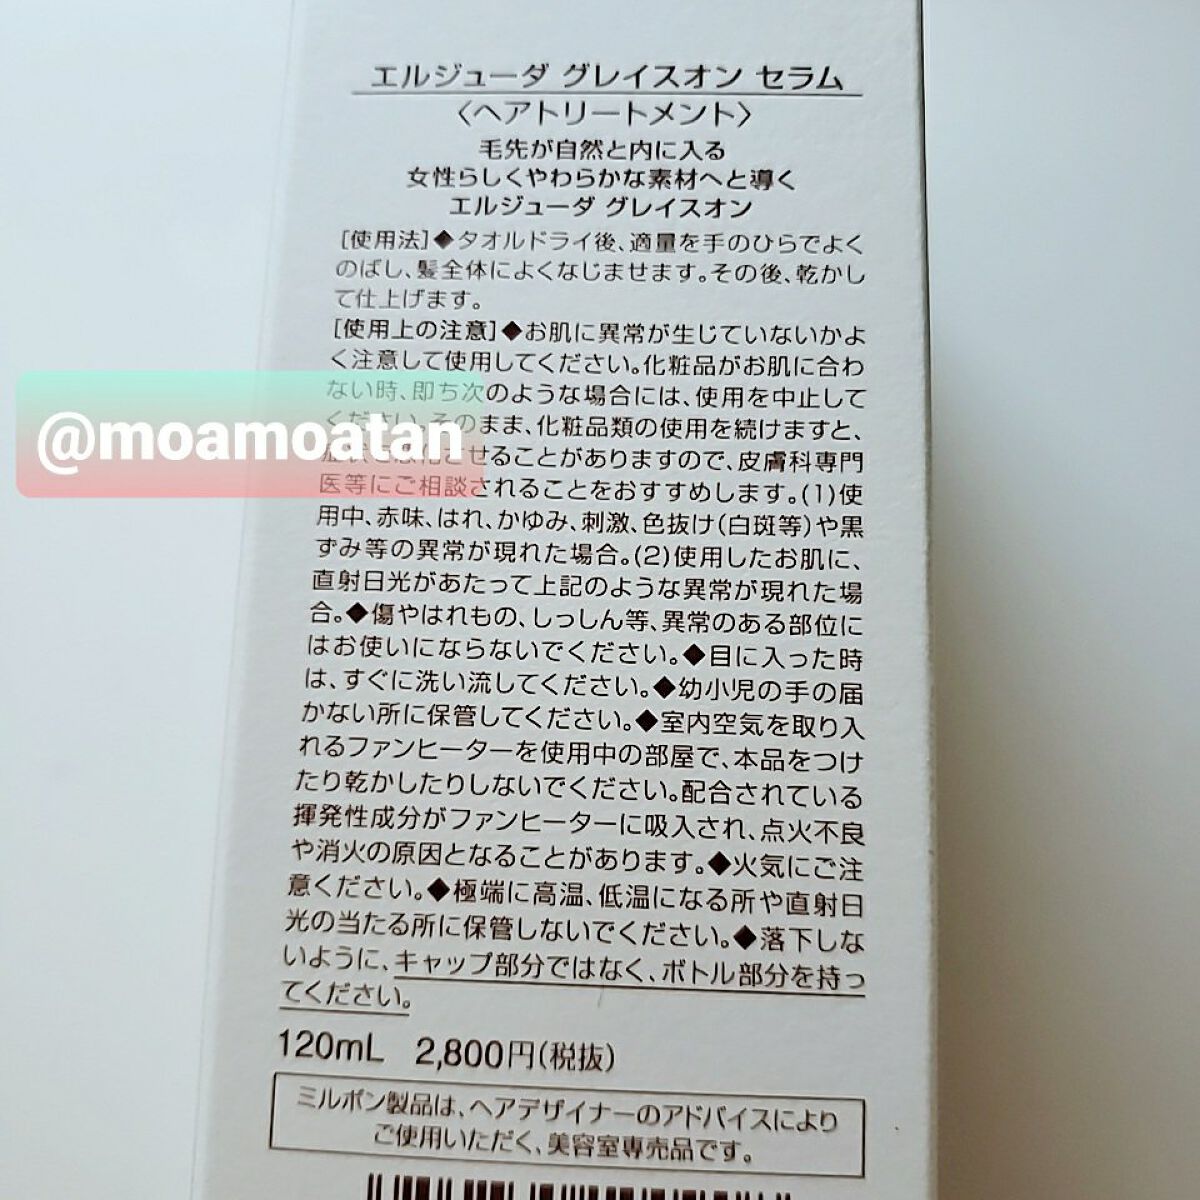 エルジューダ グレイスオン セラム
〈ヘアトリートメント〉
毛先が自然と内に入る
女性らしくやわらかな素材へと導く
エルジューダ グレイスオン
[使用法]◆タオルドライ後、適量を手のひらでよく
のばし、髪全体によくなじませます。その後、乾かし
て仕上げます。
[使用上の注意]◆お肌に異常が生じていないかよ
く注意して使用してください。化粧品がお肌に合わ
ない時、即ち次のような場合には、使用を中止して
ください。そのまま、化粧品類の使用を続けますと、
@moamoatan
症状を悪化させることがありますので、皮膚科専門
医等にご相談されることをおすすめします。(1)使
用中、赤味、はれ、かゆみ、刺激、色抜け(白斑等)や黒
ずみ等の異常が現れた場合。(2)使用したお肌に、
直射日光があたって上記のような異常が現れた場
合。◆傷やはれもの、しっしん等、異常のある部位に
はお使いにならないでください。◆目に入った時
は、すぐに洗い流してください。◆幼小児の手の届
かない所に保管してください。◆室内空気を取り入
れるファンヒーターを使用中の部屋で、本品をつけ
たり乾かしたりしないでください。配合されている
揮発性成分がファンヒーターに吸入され、点火不良
や消火の原因となることがあります。◆火気にご注
意ください。◆極端に高温、低温になる所や直射日
光の当たる所に保管しないでください。◆落下しな
いように、キャップ部分ではなく、ボトル部分を持っ
てください。
120mL 2,800円(税抜)
ミルボン製品は、ヘアデザイナーのアドバイスにより
ご使用いただく、美容室専売品です。